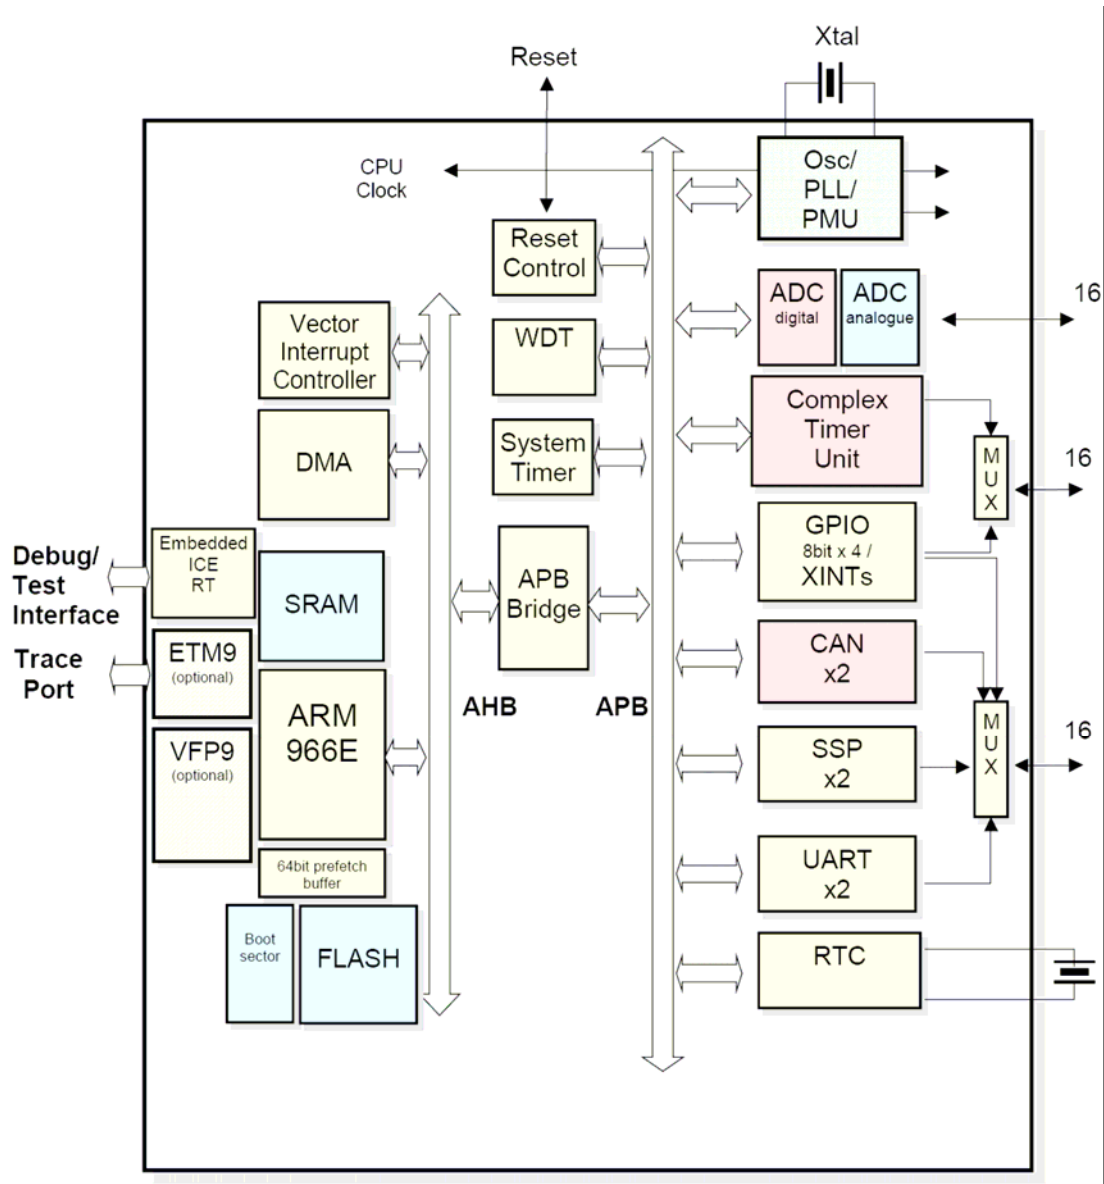 Xtal
Reset
CPU
Clock
Osc/
PLL/
PMU
Reset
Control
ADC
digital
ADC
analogue
16
Vector
Interrupt
Controller
WDT
Complex
Timer
Unit
MUX
16
DMA
System
Timer
GPIO
8bit x 4 /
XINTs
Debug/
Test
Interface
Embedded
ICE
RT
SRAM
APB
Bridge
CAN
x2
Trace
Port
ETM9
(optional)
ARM
966E
AHB
APB
VFP9
(optional)
SSP
x2
MUX
16
64bit prefetch
buffer
UART
x2
Boot
sector
FLASH
RTC